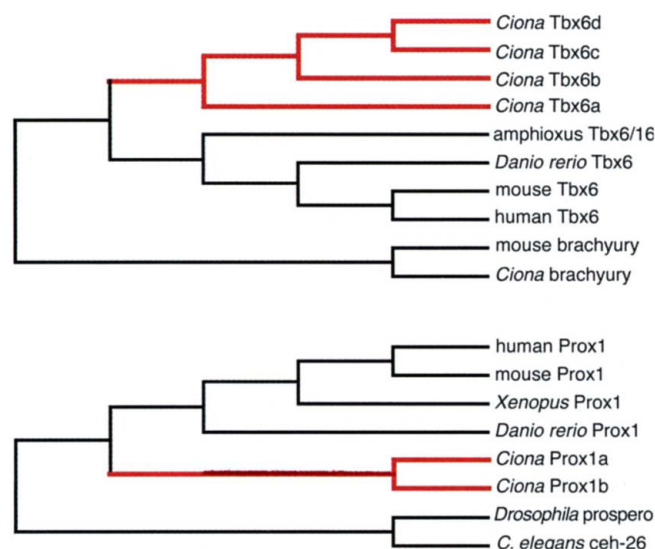 Ciona Tbx6d
Ciona Tbx6c
Ciona Tbx6b
Ciona Tbx6a
amphioxus Tbx6/16
Danio rerio Tbx6
mouse Tbx6
human Tbx6
mouse brachyury
Ciona brachyury
human Prox1
mouse Prox1
Xenopus Prox1
Danio rerio Prox1
Ciona Prox1a
Ciona Prox1b
Drosophila prospero
C. elegans ceh-26